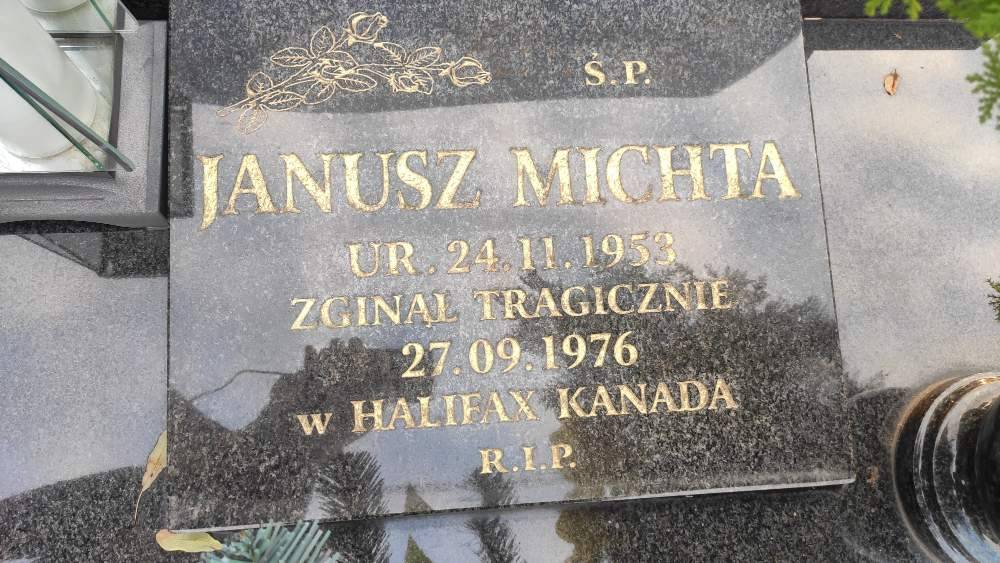 Ś.P.
JANUSZ MICHTA
UR. 24.11.1953
ZGINĄŁ TRAGICZNIE
27.09.1976
W HALIFAX KANADA
R.I.P.